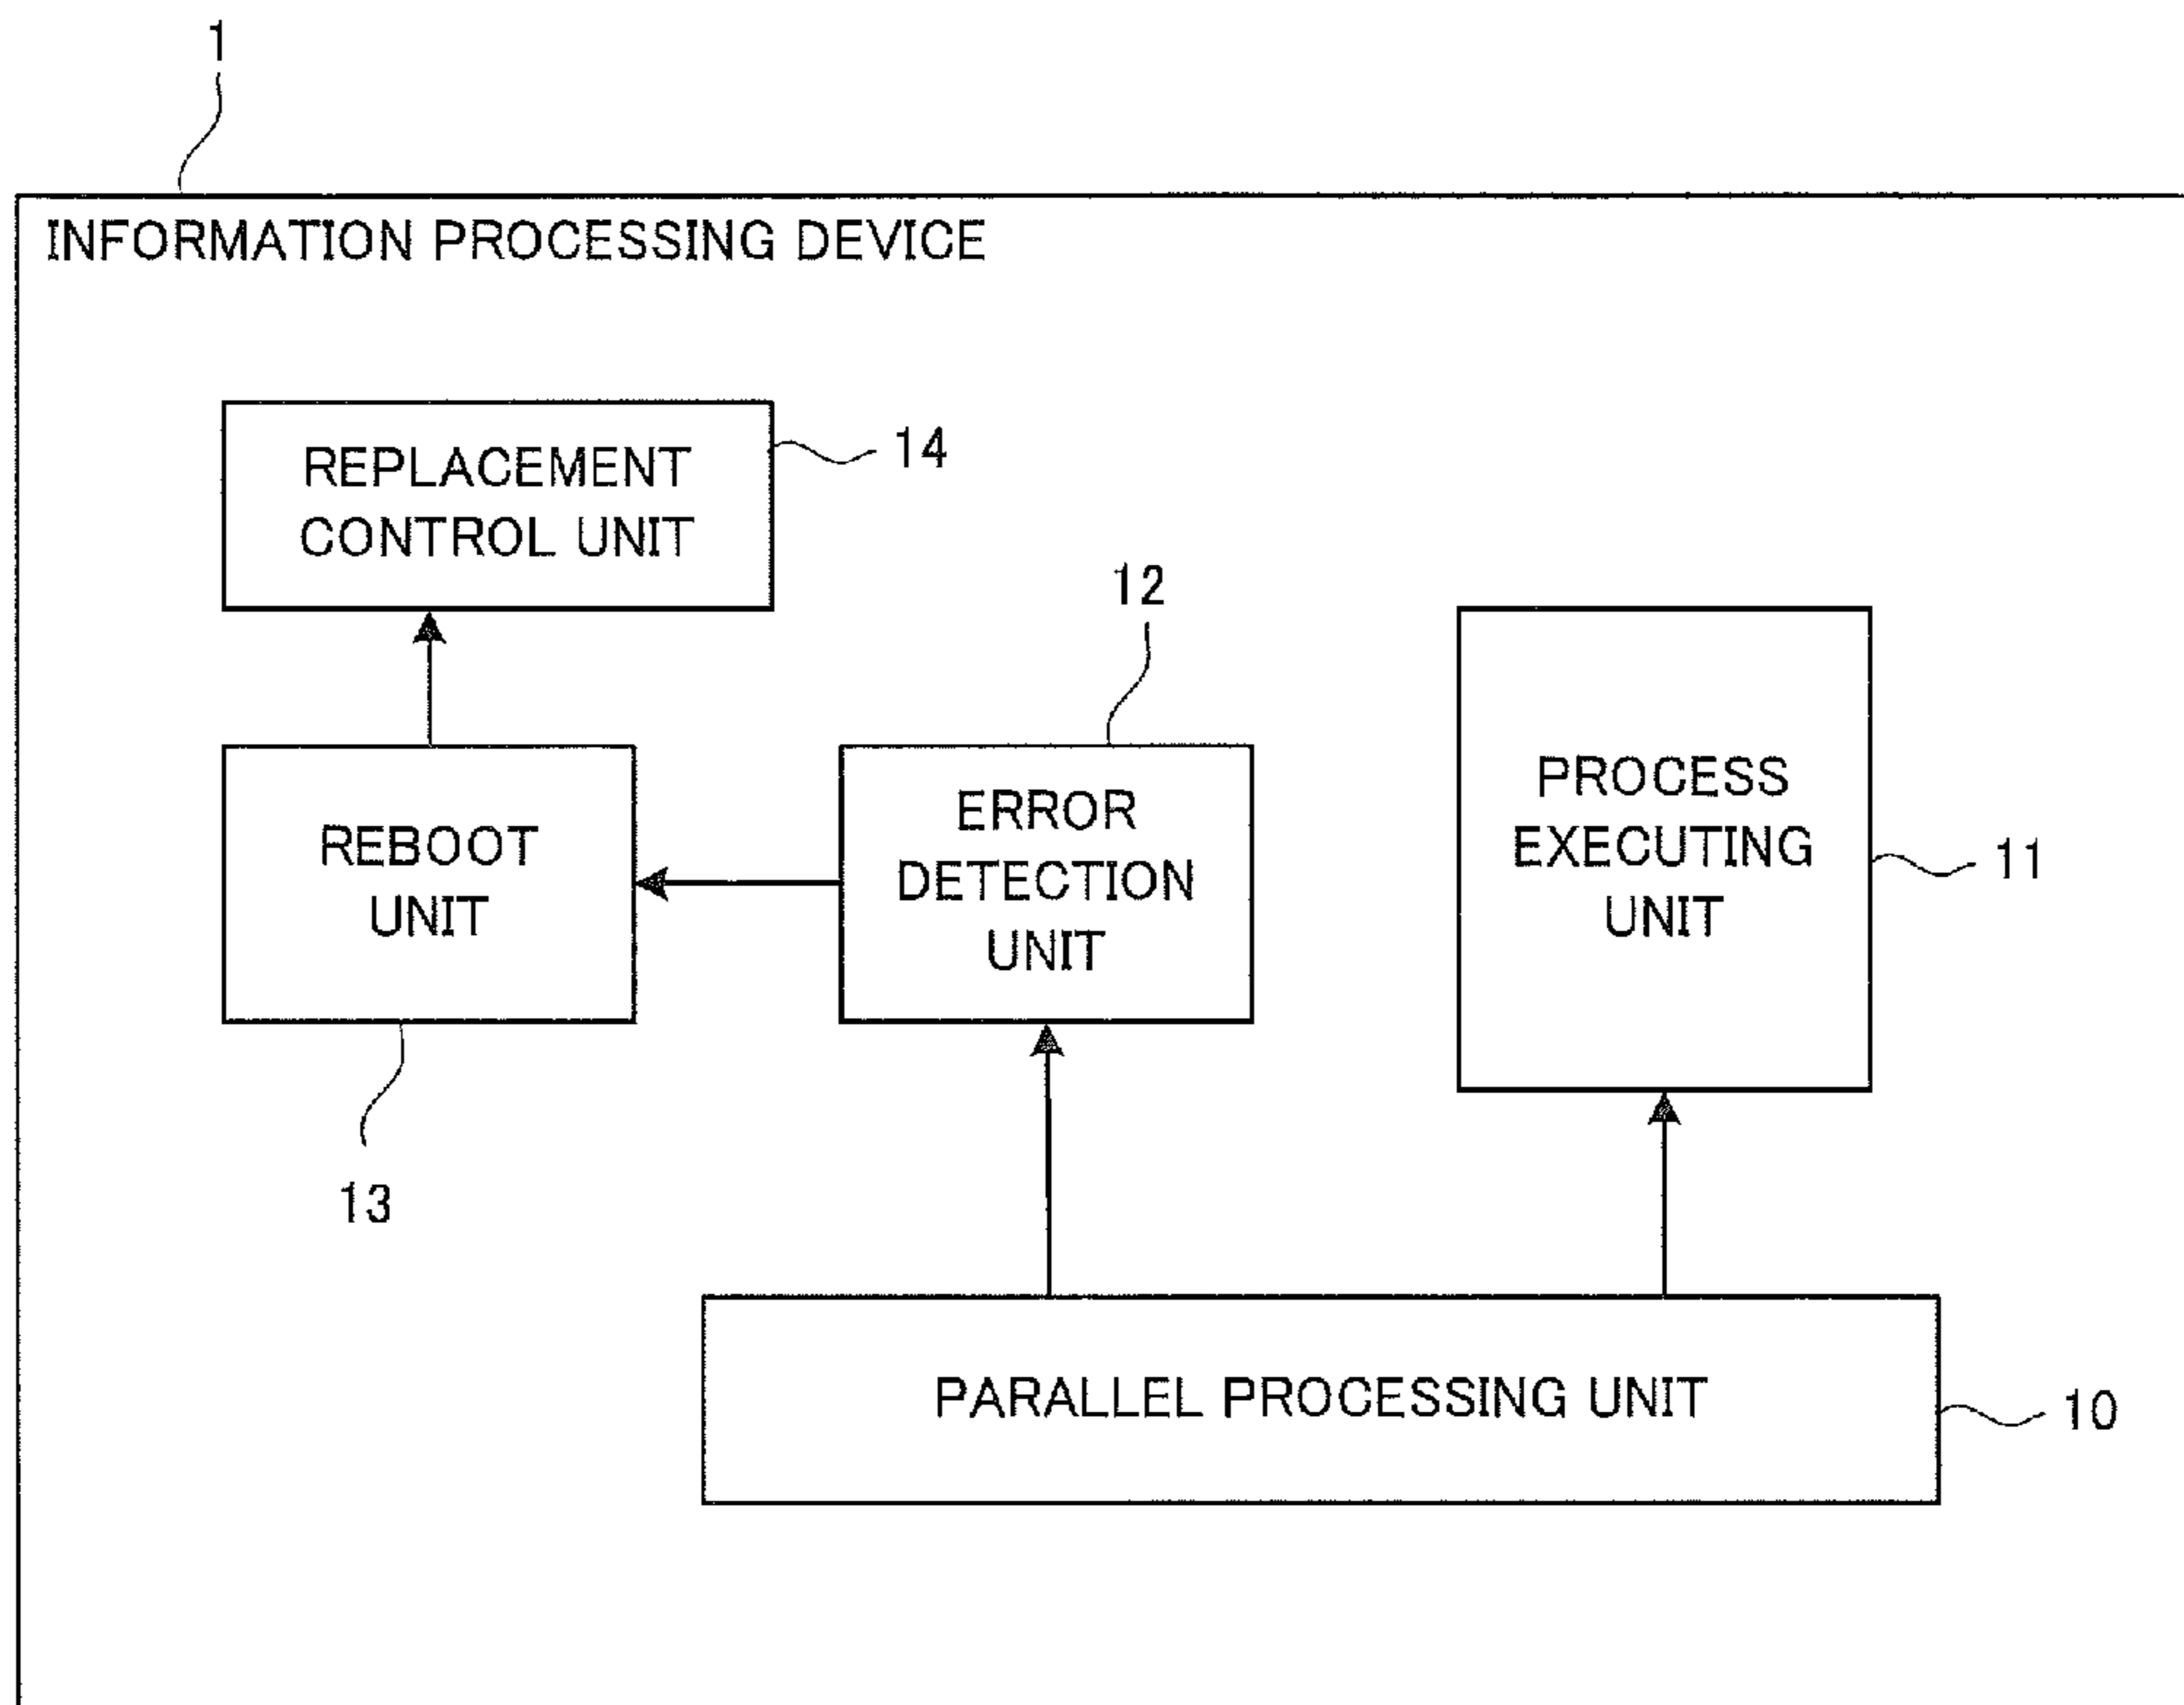 1
INFORMATION PROCESSING DEVICE
REPLACEMENT
CONTROL UNIT
14
12
PROCESS
EXECUTING
UNIT
11
ERROR
DETECTION
UNIT
REBOOT
UNIT
13
PARALLEL PROCESSING UNIT
10